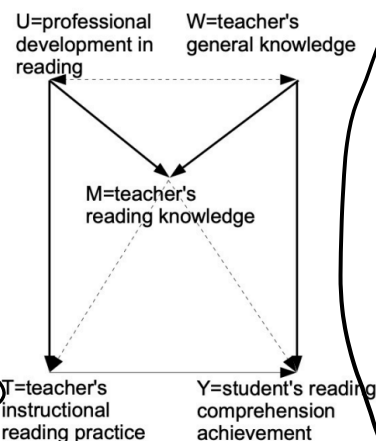 U=professional
development in
reading
W=teacher's
general knowledge
M=teacher's
reading knowledge
T=teacher's
instructional
reading practice
Y=student's reading
comprehension
achievement